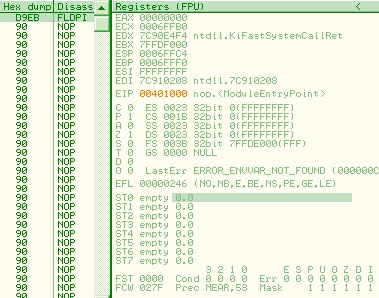 Hex dump Disass Registers (FPU) <
D9EB FLDPI EAX 00000000
90 NOP ECX 0006FFB0
90 NOP EDX 7C90E4F4 ntdll.KiFastSystemCallRet
90 NOP EBX 7FFDF000
90 NOP ESP 0006FFC4
90 NOP EBP 0006FFF0
90 NOP ESI FFFFFFFF
90 NOP EDI 7C910208 ntdll.7C910208
90 NOP EIP 00401000 nop.<ModuleEntryPoint>
90 NOP C 0 ES 0023 32bit 0(FFFFFFFF)
90 NOP P 1 CS 001B 32bit 0(FFFFFFFF)
90 NOP A 0 SS 0023 32bit 0(FFFFFFFF)
90 NOP Z 1 DS 0023 32bit 0(FFFFFFFF)
90 NOP S 0 FS 003B 32bit 7FFDE000(FFF)
90 NOP T 0 GS 0000 NULL
90 NOP D 0
90 NOP O 0 LastErr ERROR_ENVVAR_NOT_FOUND (000000C
90 NOP EFL 00000246 (NO,NB,E,BE,NS,PE,GE,LE)
90 NOP ST0 empty 0.0
90 NOP ST1 empty 0.0
90 NOP ST2 empty 0.0
90 NOP ST3 empty 0.0
90 NOP ST4 empty 0.0
90 NOP ST5 empty 0.0
90 NOP ST6 empty 0.0
90 NOP ST7 empty 0.0
90 NOP 3 2 1 0 E S P U O Z D I
90 NOP FST 0000 Cond 0 0 0 0 Err 0 0 0 0 0 0 0 0
90 NOP FCW 027F Prec NEAR,53 Mask 1 1 1 1 1 1